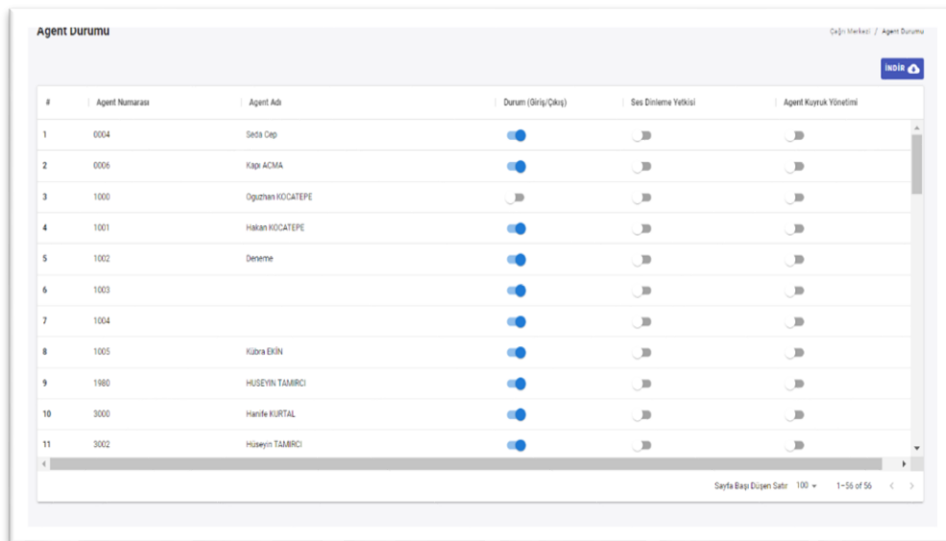 Agent Durumu
Çağrı Merkezi / Agent Durumu
İNDİR
# Agent Numarası Agent Adı Durum (Giriş/Çıkış) Ses Dinleme Yetkisi Agent Kuyruk Yönetimi
1 0004 Seda Cep
2 0006 Kapı ACMA
3 1000 Oguzhan KOCATEPE
4 1001 Hakan KOCATEPE
5 1002 Deneme
6 1003
7 1004
8 1005 Kübra EKİN
9 1980 HUSEYIN TAMIRCI
10 3000 Hanife KURTAL
11 3002 Hüseyin TAMIRCI
Sayfa Başı Düşen Satır 100 1–56 of 56